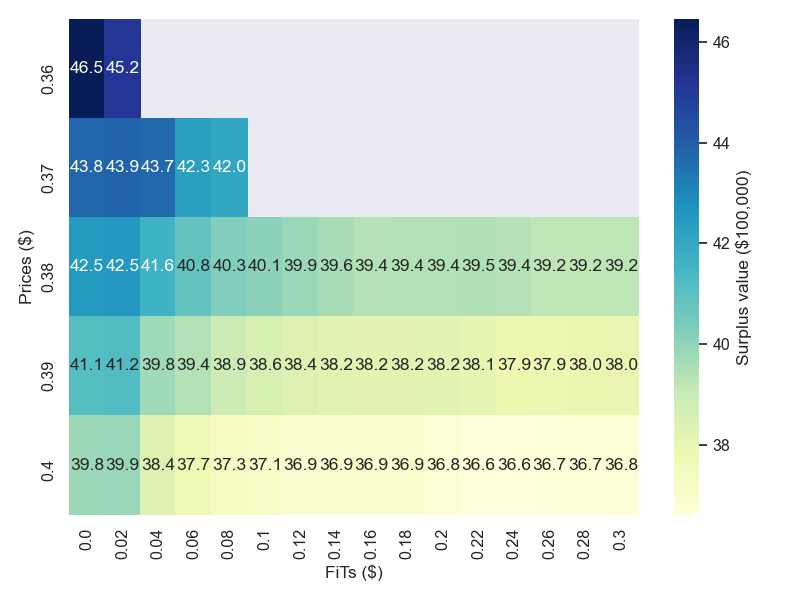 0.36 46.5 45.2
0.37 43.8 43.9 43.7 42.3 42.0
0.38 42.5 42.5 41.6 40.8 40.3 40.1 39.9 39.6 39.4 39.4 39.4 39.5 39.4 39.2 39.2 39.2
0.39 41.1 41.2 39.8 39.4 38.9 38.6 38.4 38.2 38.2 38.2 38.2 38.1 37.9 37.9 38.0 38.0
0.4 39.8 39.9 38.4 37.7 37.3 37.1 36.9 36.9 36.9 36.9 36.8 36.6 36.6 36.7 36.7 36.8
0.0 0.02 0.04 0.06 0.08 0.1 0.12 0.14 0.16 0.18 0.2 0.22 0.24 0.26 0.28 0.3
FiTs ($)
Prices ($)
46
44
42
40
38
Surplus value ($100,000)